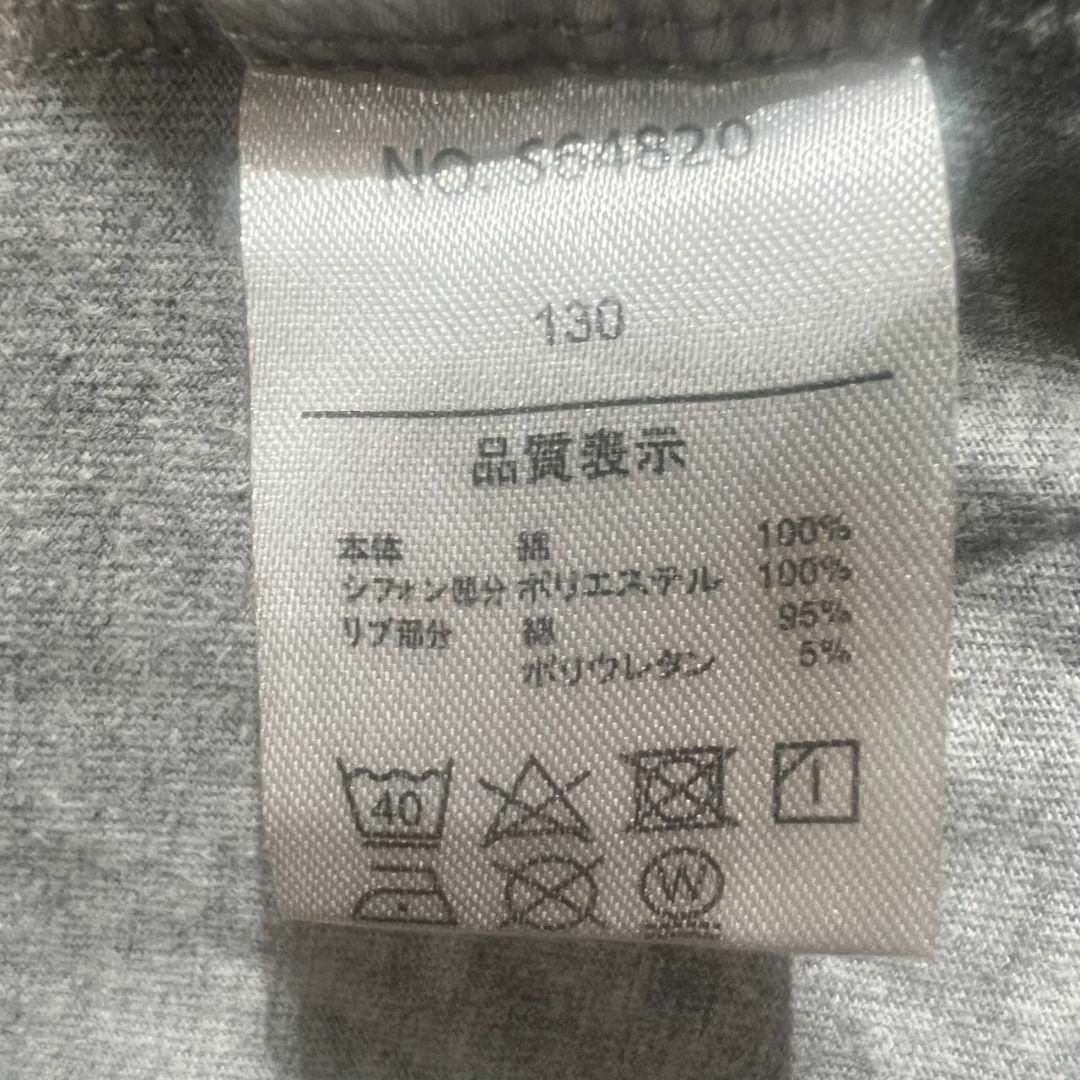 NO.S64820
130
品質表示
本体 綿 100%
シフォン部分 ポリエステル 100%
リブ部分 綿 95%
ポリウレタン 5%
40
W